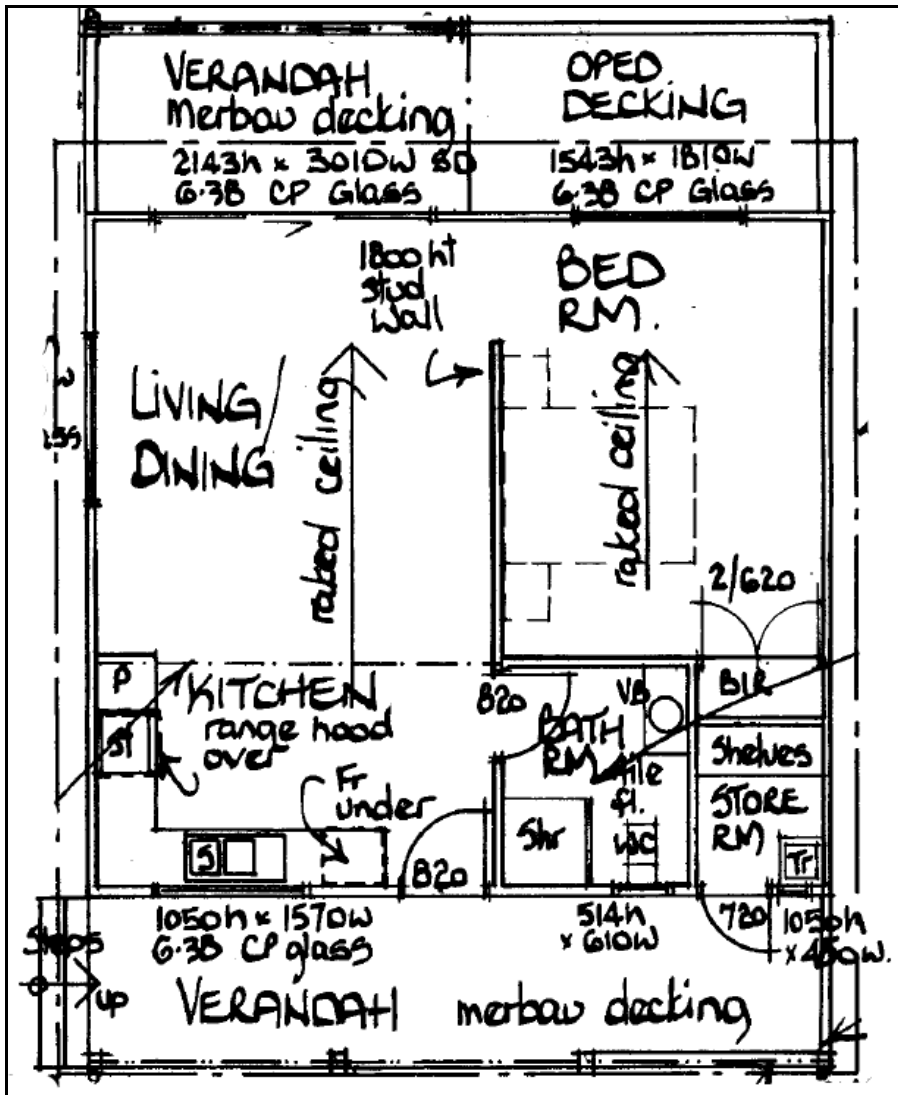 VERANDAH
merbau decking
2143h x 3010w SD
6.38 CP Glass
OPED
DECKING
1543h x 1810w
6.38 CP Glass
1800 ht
stud
wall
BED
RM.
LIVING/
DINING
raked ceiling
raked ceiling
2/620
P
KITCHEN
range hood
over
ST
Fr
under
S
820
820
VB
BATH
RM
tile
fl.
WC
Shr
BIR
Shelves
STORE
RM
Tr
1050h x 1570w
6.38 CP glass
514h
x 610w
720
1050h
x 450w.
Steps
up
VERANDAH merbau decking